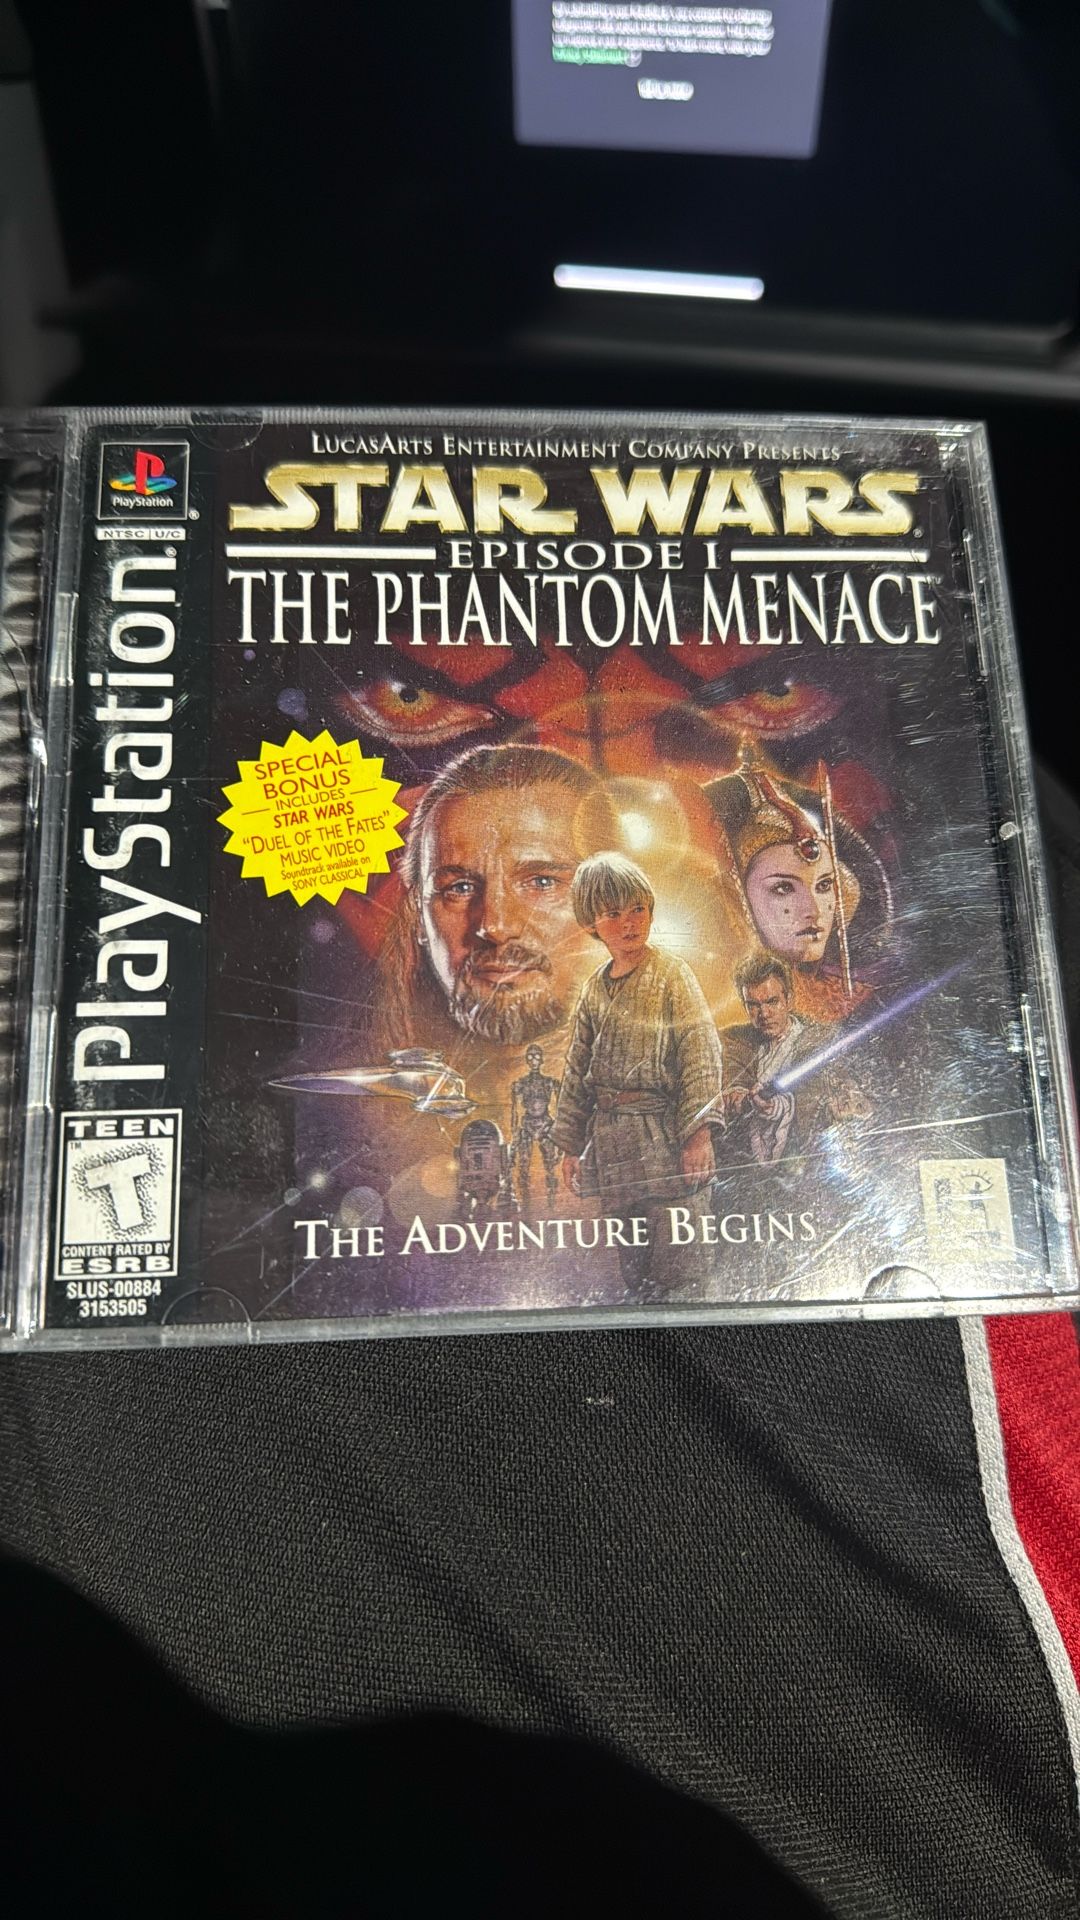 LUCASARTS ENTERTAINMENT COMPANY PRESENTS
STAR WARS®
EPISODE I
THE PHANTOM MENACE™
PlayStation®
NTSC U/C
PlayStation®
SPECIAL
BONUS
INCLUDES
STAR WARS
"DUEL OF THE FATES"
MUSIC VIDEO
Soundtrack available on
SONY CLASSICAL
THE ADVENTURE BEGINS
TEEN
T™
CONTENT RATED BY
ESRB
SLUS-00884
3153505